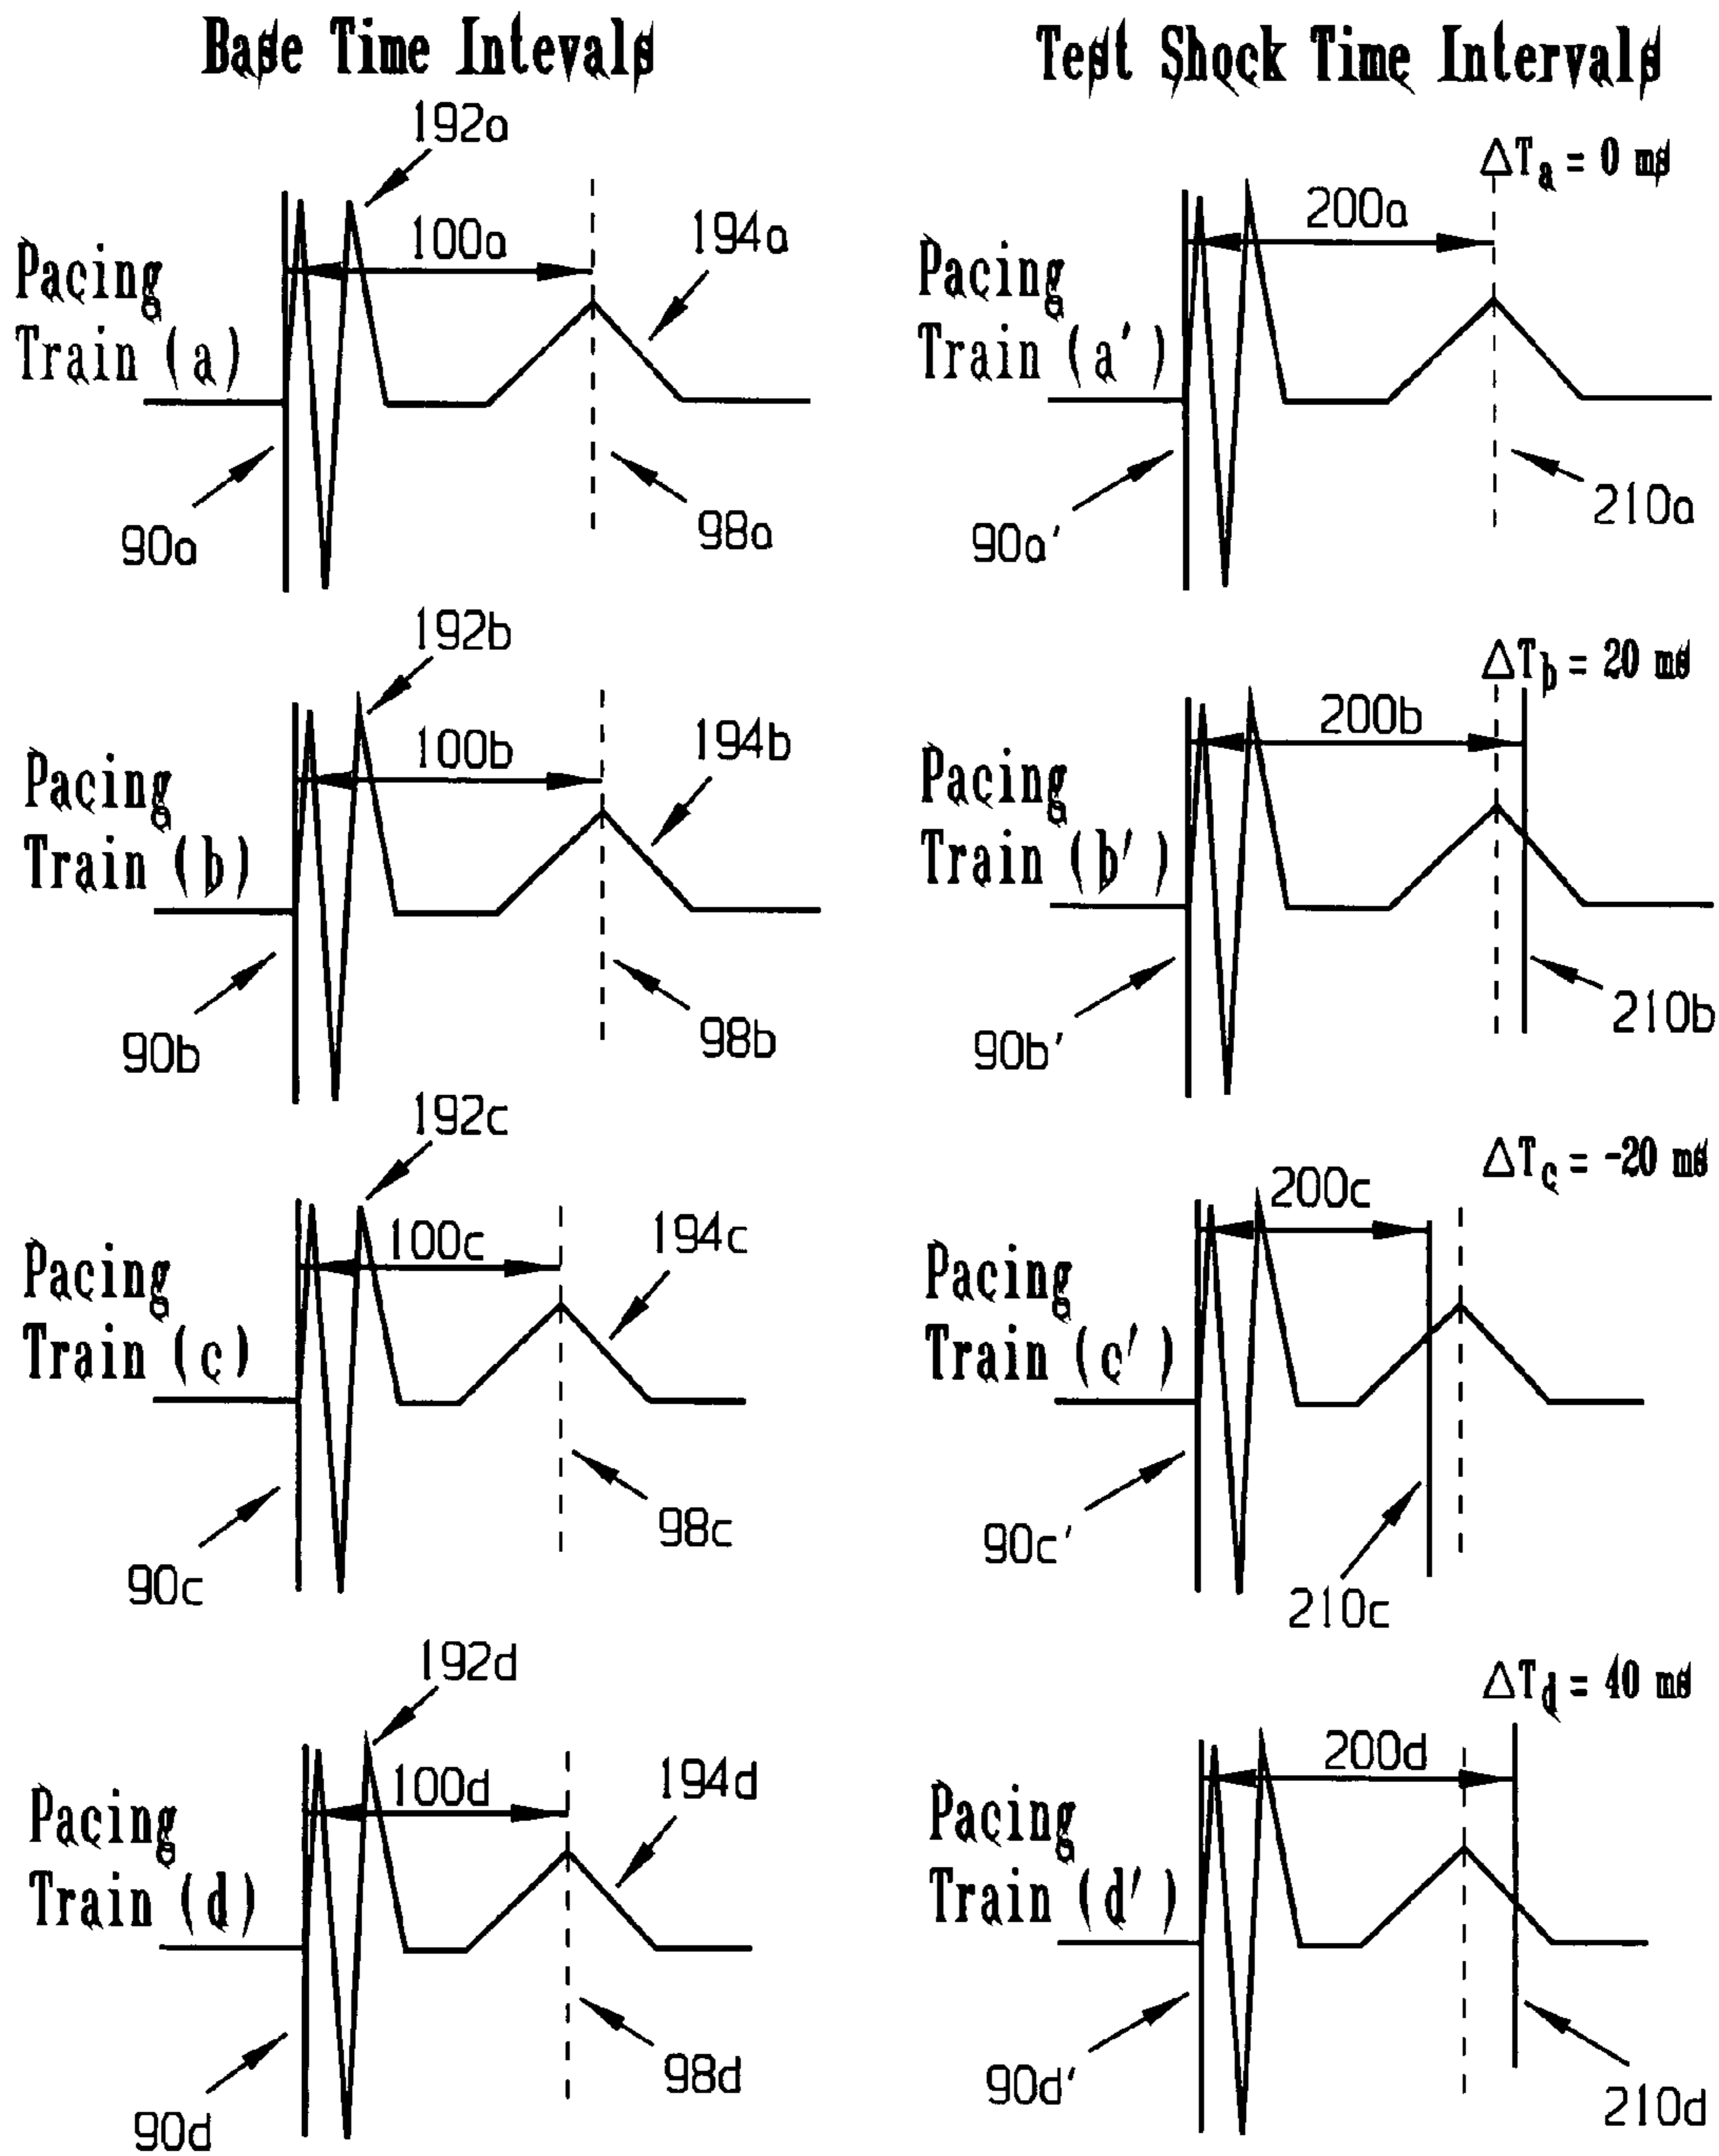 Base Time Intevals
Test Shock Time Intervals
192a
ΔTa = 0 ms
100a
194a
200a
Pacing
Train (a)
Pacing
Train (a')
90a
98a
90a'
210a
192b
ΔTb = 20 ms
100b
194b
200b
Pacing
Train (b)
Pacing
Train (b')
90b
98b
90b'
210b
192c
ΔTc = -20 ms
100c
194c
200c
Pacing
Train (c)
Pacing
Train (c')
90c
98c
90c'
210c
192d
ΔTd = 40 ms
100d
194d
200d
Pacing
Train (d)
Pacing
Train (d')
90d
98d
90d'
210d